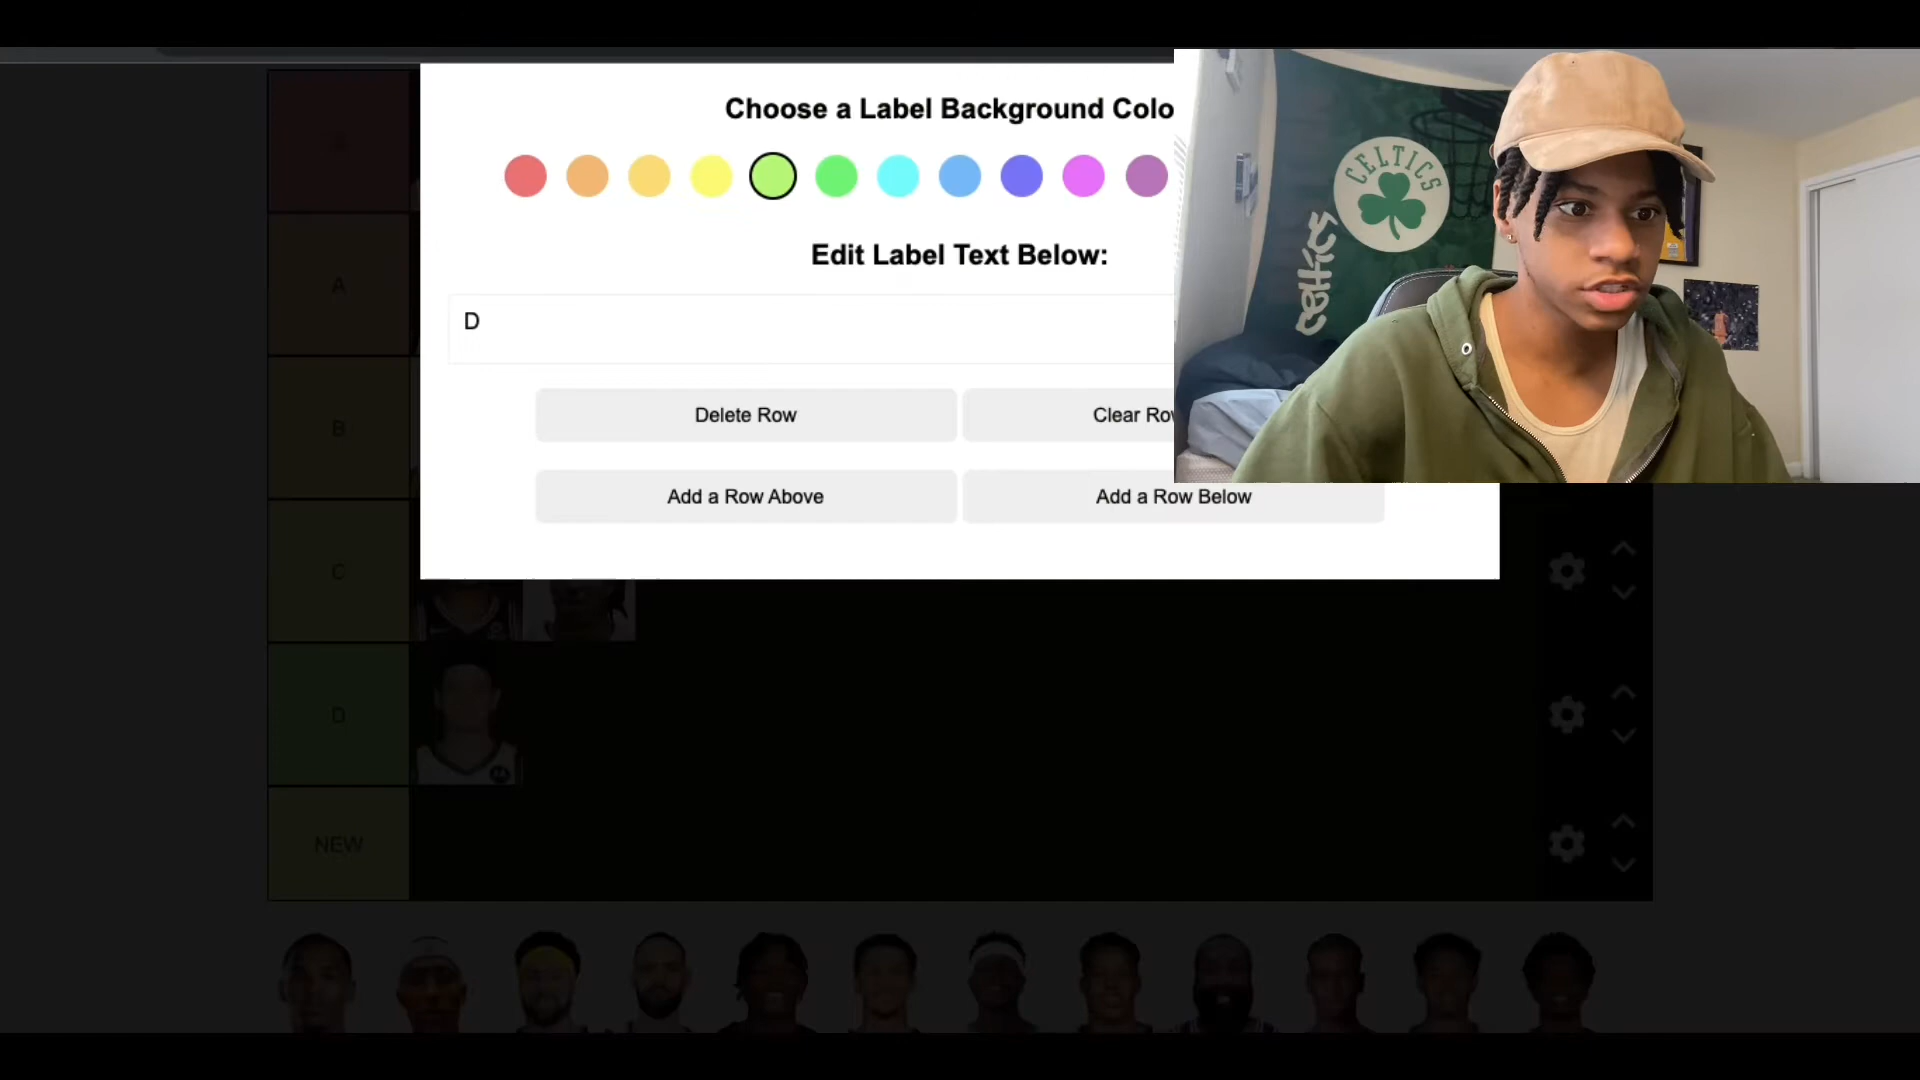 Choose a Label Background Colo
Edit Label Text Below:
D
Delete Row
Clear Row
Add a Row Above
Add a Row Below
A
B
C
D
NEW
CELTICS
celtics